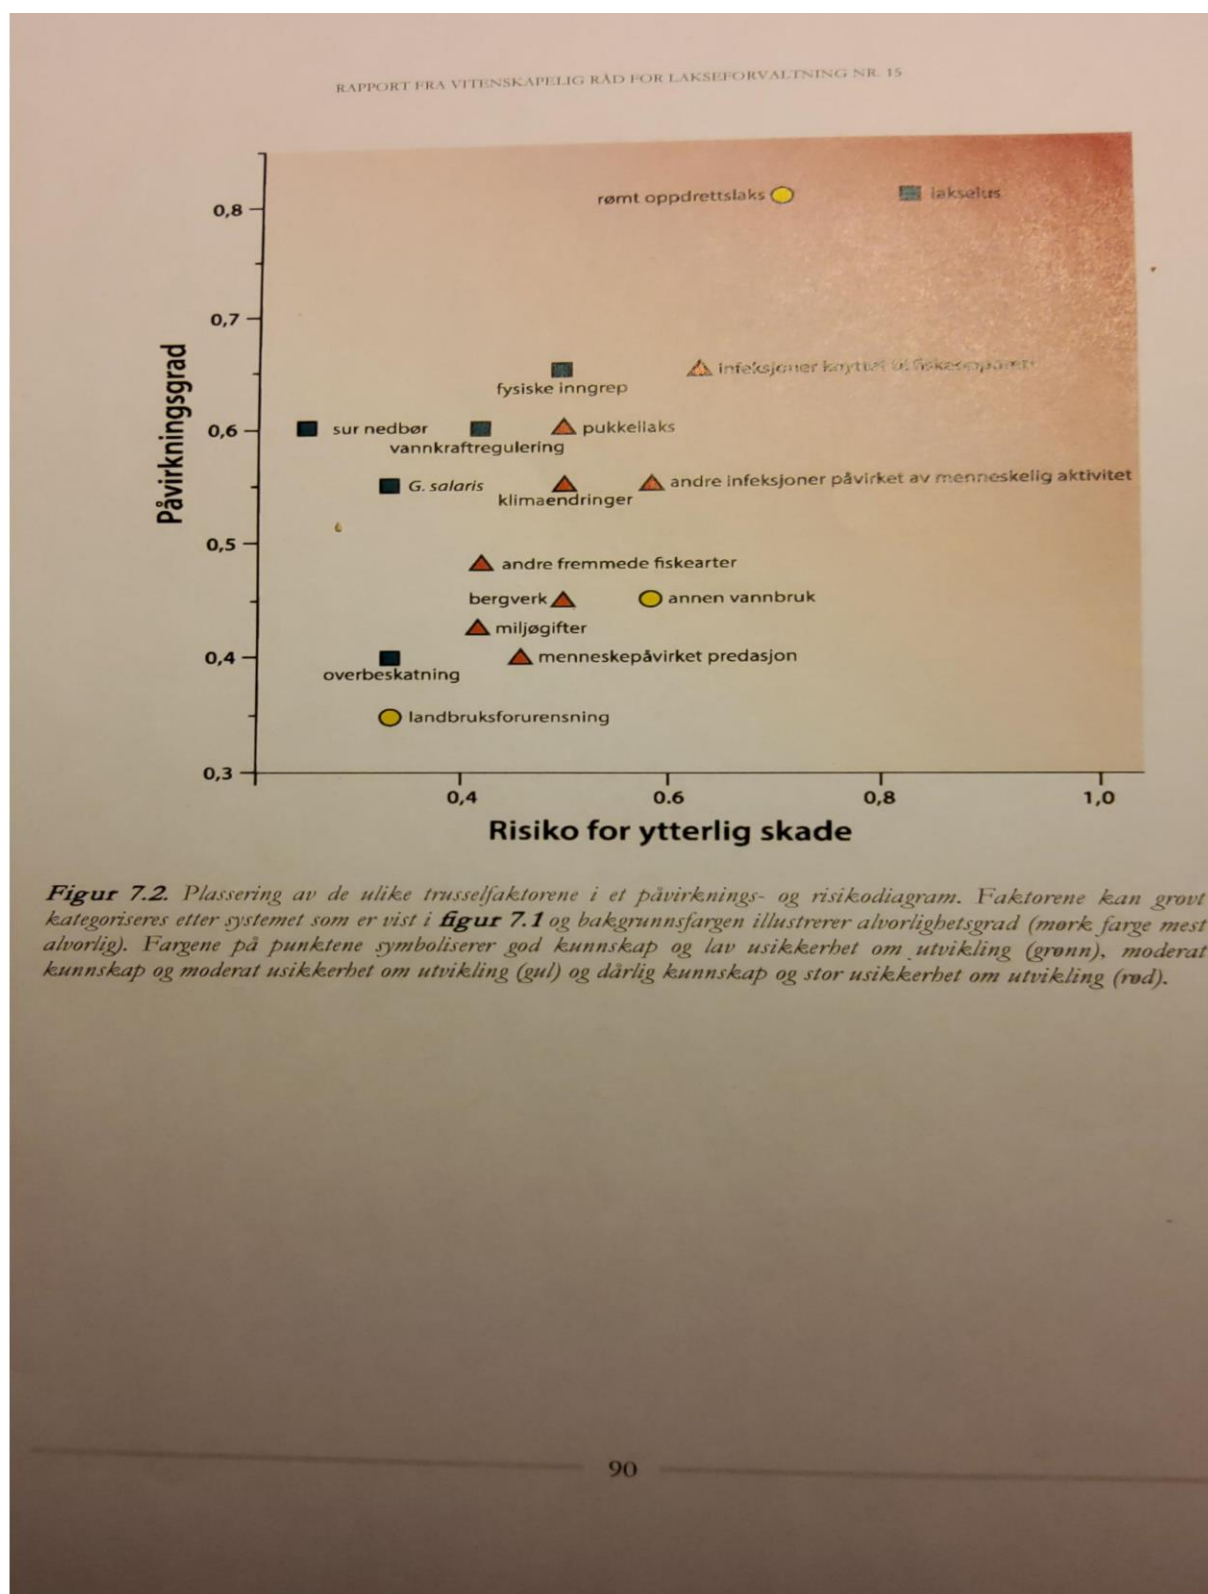 RAPPORT FRA VITENSKAPELIG RÅD FOR LAKSEFORVALTNING NR. 15
Påvirkningsgrad
0,8
rømt oppdrettslaks
lakselus
0,7
fysiske inngrep
infeksjoner knyttet til fiskeoppdrett
0,6
sur nedbør
vannkraftregulering
pukkellaks
G. salaris
klimaendringer
andre infeksjoner påvirket av menneskelig aktivitet
0,5
andre fremmede fiskearter
bergverk
annen vannbruk
miljøgifter
0,4
overbeskatning
menneskepåvirket predasjon
landbruksforurensning
0,3
0,4
0.6
0,8
1,0
Risiko for ytterlig skade
Figur 7.2. Plassering av de ulike trusselfaktorene i et påvirknings- og risikodiagram. Faktorene kan grovt
kategoriseres etter systemet som er vist i figur 7.1 og bakgrunnsfargen illustrerer alvorlighetsgrad (mørk farge mest
alvorlig). Fargene på punktene symboliserer god kunnskap og lav usikkerhet om utvikling (grønn), moderat
kunnskap og moderat usikkerhet om utvikling (gul) og dårlig kunnskap og stor usikkerhet om utvikling (rød).
90